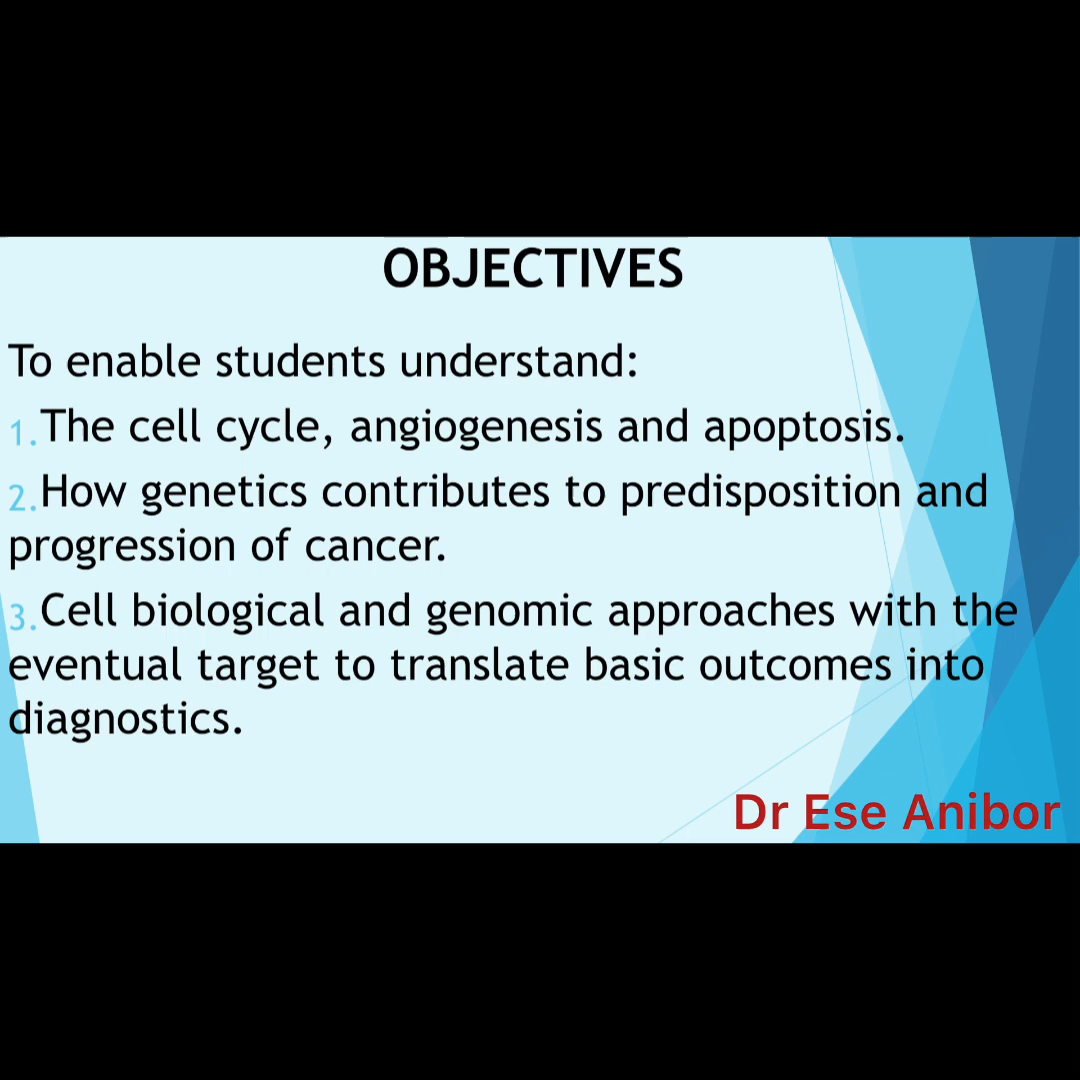 OBJECTIVES
To enable students understand:
1.The cell cycle, angiogenesis and apoptosis.
2.How genetics contributes to predisposition and
progression of cancer.
3.Cell biological and genomic approaches with the
eventual target to translate basic outcomes into
diagnostics.
Dr Ese Anibor